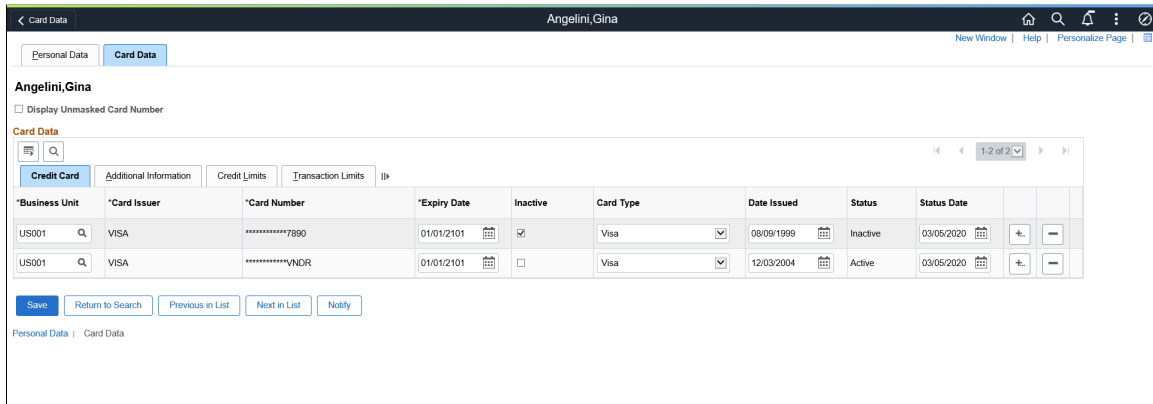 Card Data
Angelini,Gina
New Window | Help | Personalize Page |
Personal Data
Card Data
Angelini,Gina
Display Unmasked Card Number
Card Data
1-2 of 2
Credit Card
Additional Information
Credit Limits
Transaction Limits
*Business Unit *Card Issuer *Card Number *Expiry Date Inactive Card Type Date Issued Status Status Date
US001 VISA ************7890 01/01/2101 Visa 08/09/1999 Inactive 03/05/2020
US001 VISA ************VNDR 01/01/2101 Visa 12/03/2004 Active 03/05/2020
Save Return to Search Previous in List Next in List Notify
Personal Data | Card Data